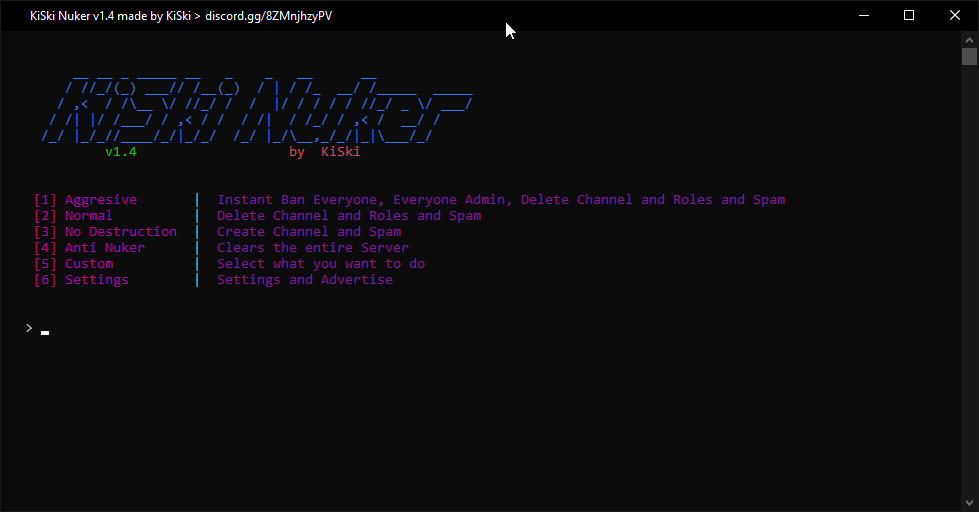 KiSki Nuker v1.4 made by KiSki > discord.gg/8ZMnjhzyPV
KiSki Nuker
v1.4 by KiSki
[1] Aggresive | Instant Ban Everyone, Everyone Admin, Delete Channel and Roles and Spam
[2] Normal | Delete Channel and Roles and Spam
[3] No Destruction | Create Channel and Spam
[4] Anti Nuker | Clears the entire Server
[5] Custom | Select what you want to do
[6] Settings | Settings and Advertise
>